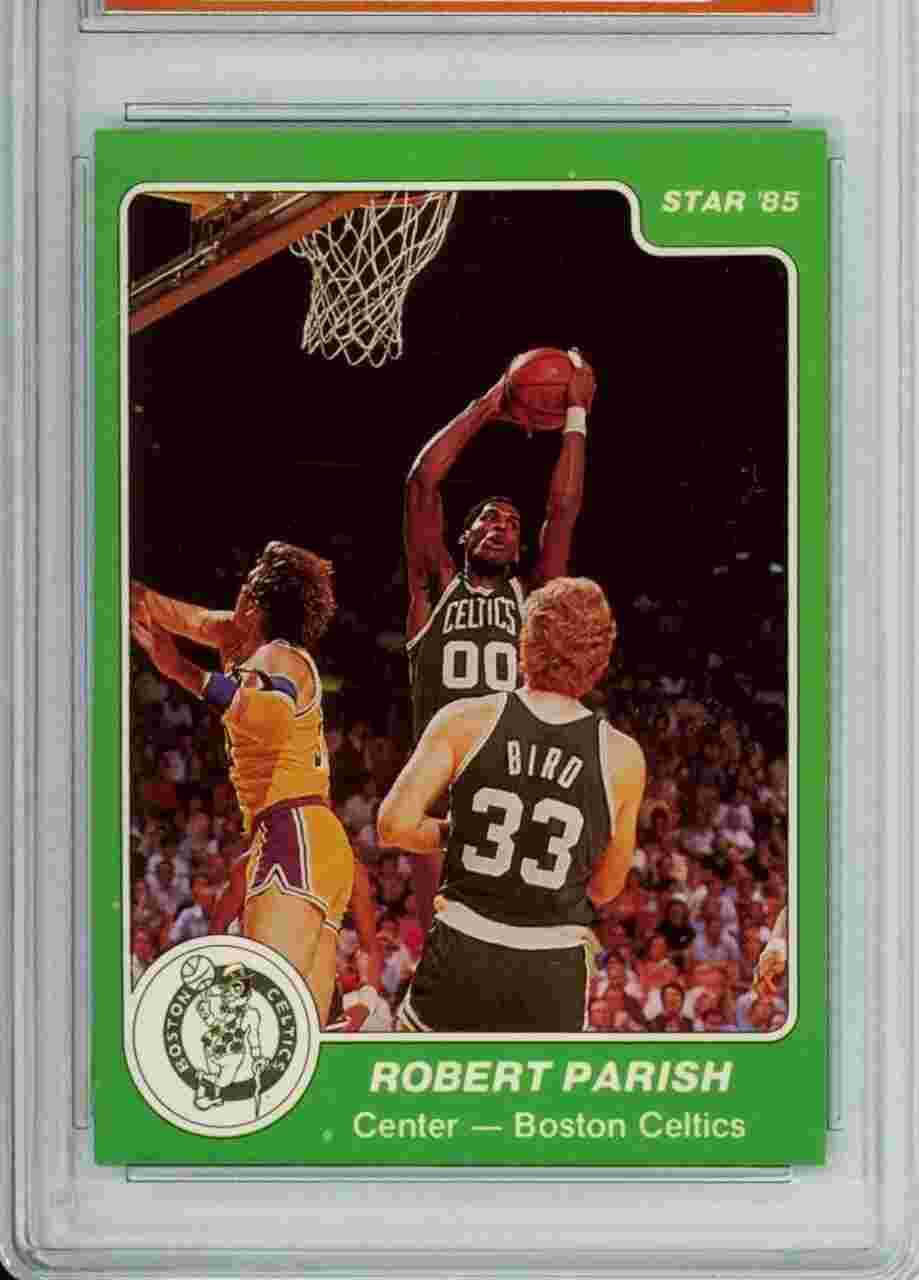 STAR '85
CELTICS
00
BIRD
33
BOSTON CELTICS
ROBERT PARISH
Center — Boston Celtics